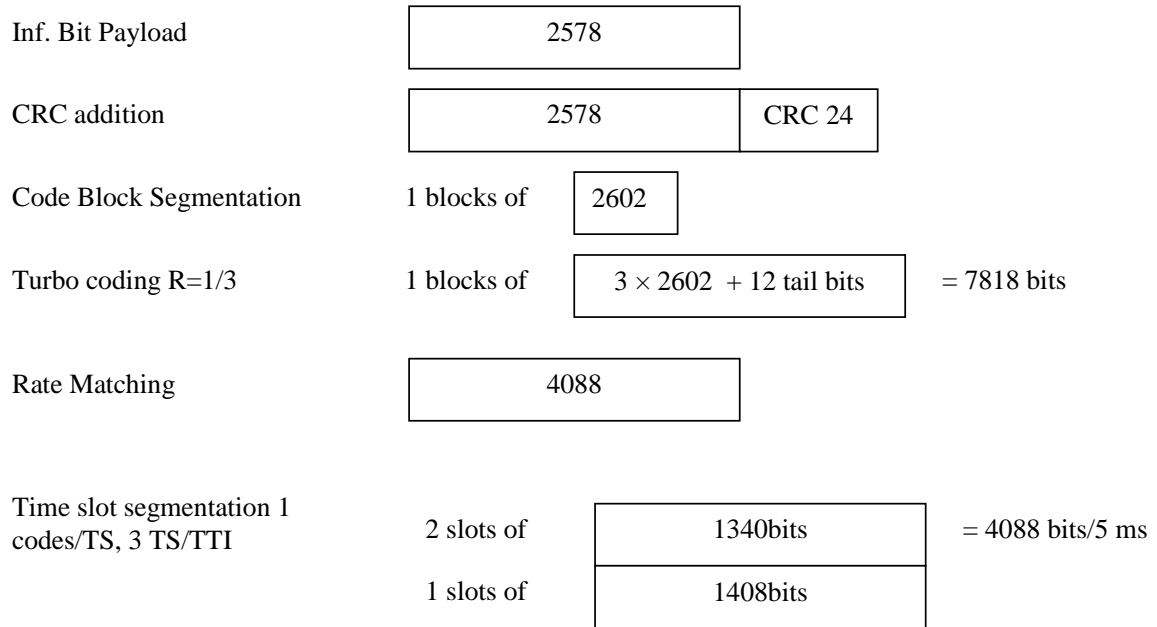 Inf. Bit Payload 2578
CRC addition 2578 CRC 24
Code Block Segmentation 1 blocks of 2602
Turbo coding R=1/3 1 blocks of 3 × 2602 + 12 tail bits = 7818 bits
Rate Matching 4088
Time slot segmentation 1
codes/TS, 3 TS/TTI 2 slots of 1340bits = 4088 bits/5 ms
1 slots of 1408bits